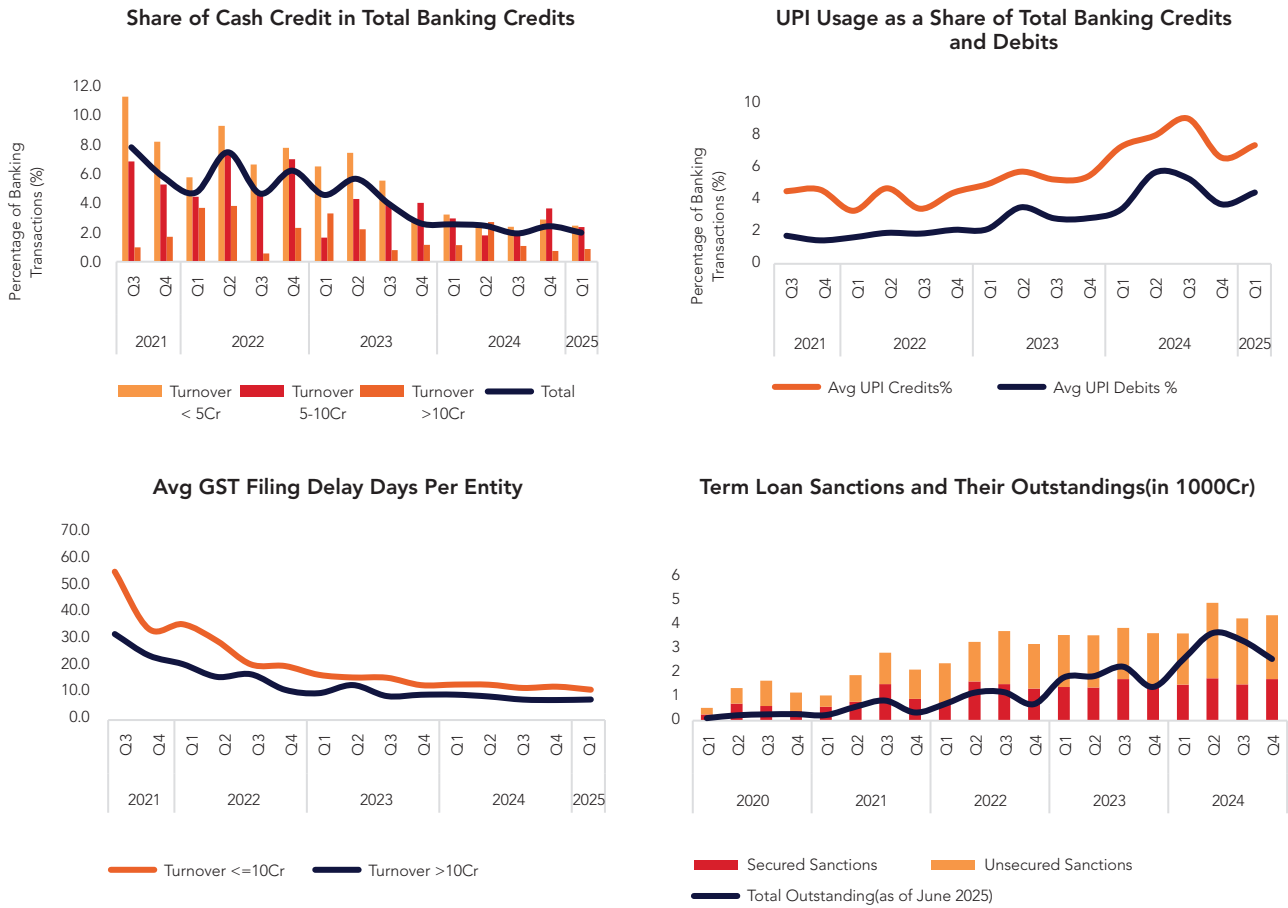 Share of Cash Credit in Total Banking Credits
Percentage of Banking
Transactions (%)
12.0
10.0
8.0
6.0
4.0
2.0
0.0
Q3 Q4 Q1 Q2 Q3 Q4 Q1 Q2 Q3 Q4 Q1 Q2 Q3 Q4 Q1
2021 2022 2023 2024 2025
Turnover
< 5Cr
Turnover
5-10Cr
Turnover
>10Cr
Total
UPI Usage as a Share of Total Banking Credits
and Debits
Percentage of Banking
Transactions (%)
10
8
6
4
2
0
Q3 Q4 Q1 Q2 Q3 Q4 Q1 Q2 Q3 Q4 Q1 Q2 Q3 Q4 Q1
2021 2022 2023 2024 2025
Avg UPI Credits% Avg UPI Debits %
Avg GST Filing Delay Days Per Entity
70.0
60.0
50.0
40.0
30.0
20.0
10.0
0.0
Q3 Q4 Q1 Q2 Q3 Q4 Q1 Q2 Q3 Q4 Q1 Q2 Q3 Q4 Q1
2021 2022 2023 2024 2025
Turnover <=10Cr Turnover >10Cr
Term Loan Sanctions and Their Outstandings(in 1000Cr)
6
5
4
3
2
1
0
Q1 Q2 Q3 Q4 Q1 Q2 Q3 Q4 Q1 Q2 Q3 Q4 Q1 Q2 Q3 Q4 Q1 Q2 Q3 Q4
2020 2021 2022 2023 2024
Secured Sanctions Unsecured Sanctions
Total Outstanding(as of June 2025)